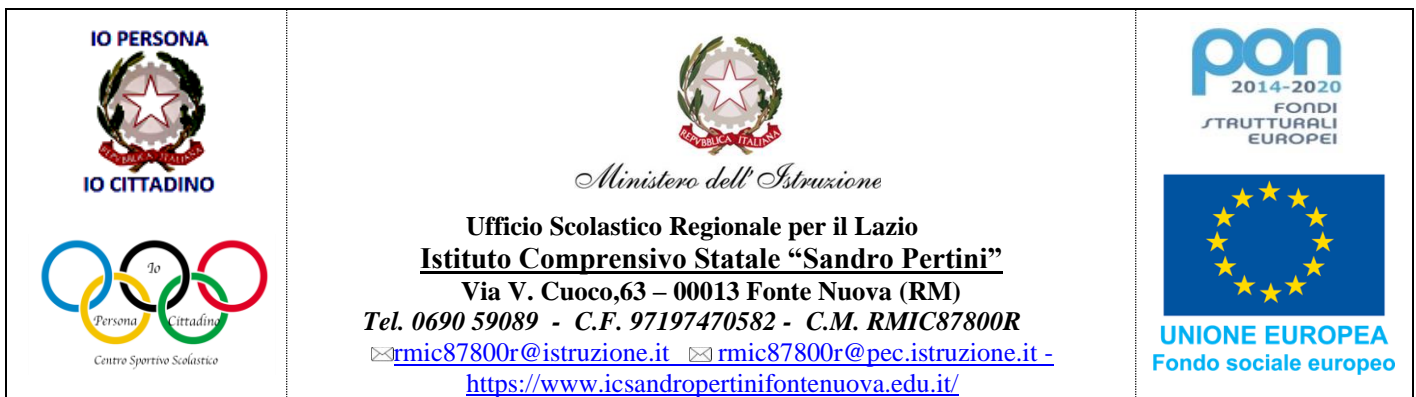 IO PERSONA
REPVBBLICA ITALIANA
IO CITTADINO
Io
Persona
Cittadino
Centro Sportivo Scolastico
REPVBBLICA ITALIANA
Ministero dell' Istruzione
Ufficio Scolastico Regionale per il Lazio
Istituto Comprensivo Statale “Sandro Pertini”
Via V. Cuoco,63 – 00013 Fonte Nuova (RM)
Tel. 0690 59089 - C.F. 97197470582 - C.M. RMIC87800R
✉rmic87800r@istruzione.it ✉ rmic87800r@pec.istruzione.it -
https://www.icsandropertinifontenuova.edu.it/
pon
2014-2020
FONDI
STRUTTURALI
EUROPEI
UNIONE EUROPEA
Fondo sociale europeo